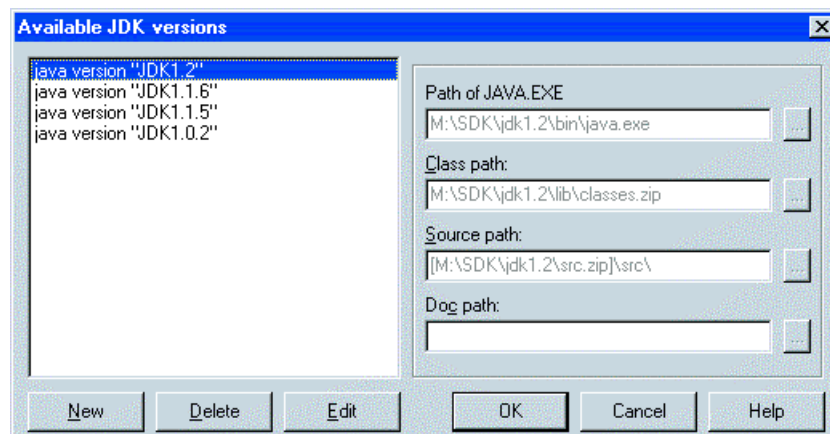 Available JDK versions
java version "JDK1.2"
java version "JDK1.1.6"
java version "JDK1.1.5"
java version "JDK1.0.2"
Path of JAVA.EXE
M:\SDK\jdk1.2\bin\java.exe
...
Class path:
M:\SDK\jdk1.2\lib\classes.zip
...
Source path:
[M:\SDK\jdk1.2\src.zip]\src\
...
Doc path:
...
New Delete Edit OK Cancel Help